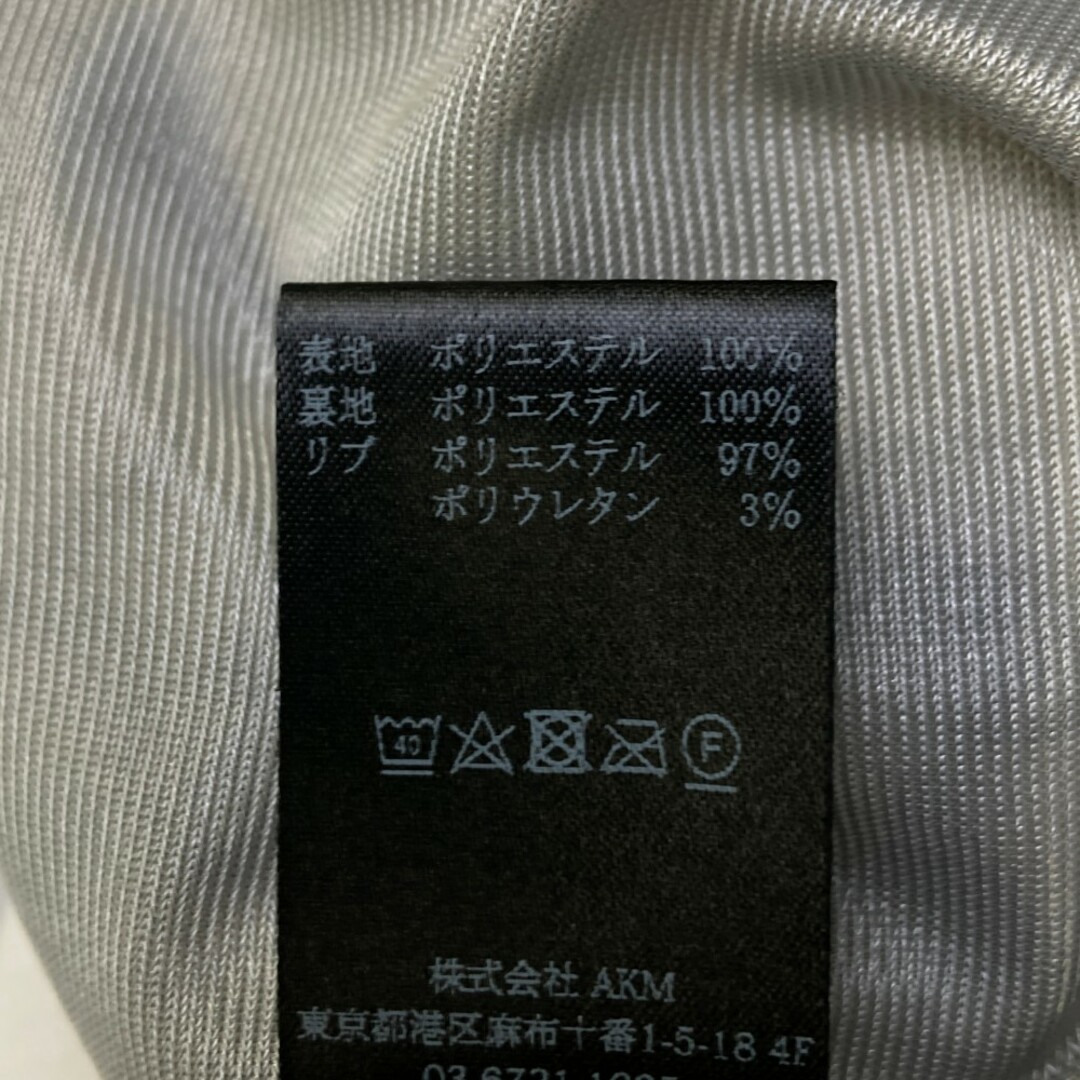 表地 ポリエステル 100%
裏地 ポリエステル 100%
リブ ポリエステル 97%
ポリウレタン 3%
40 F
株式会社 AKM
東京都港区麻布十番1-5-18 4F